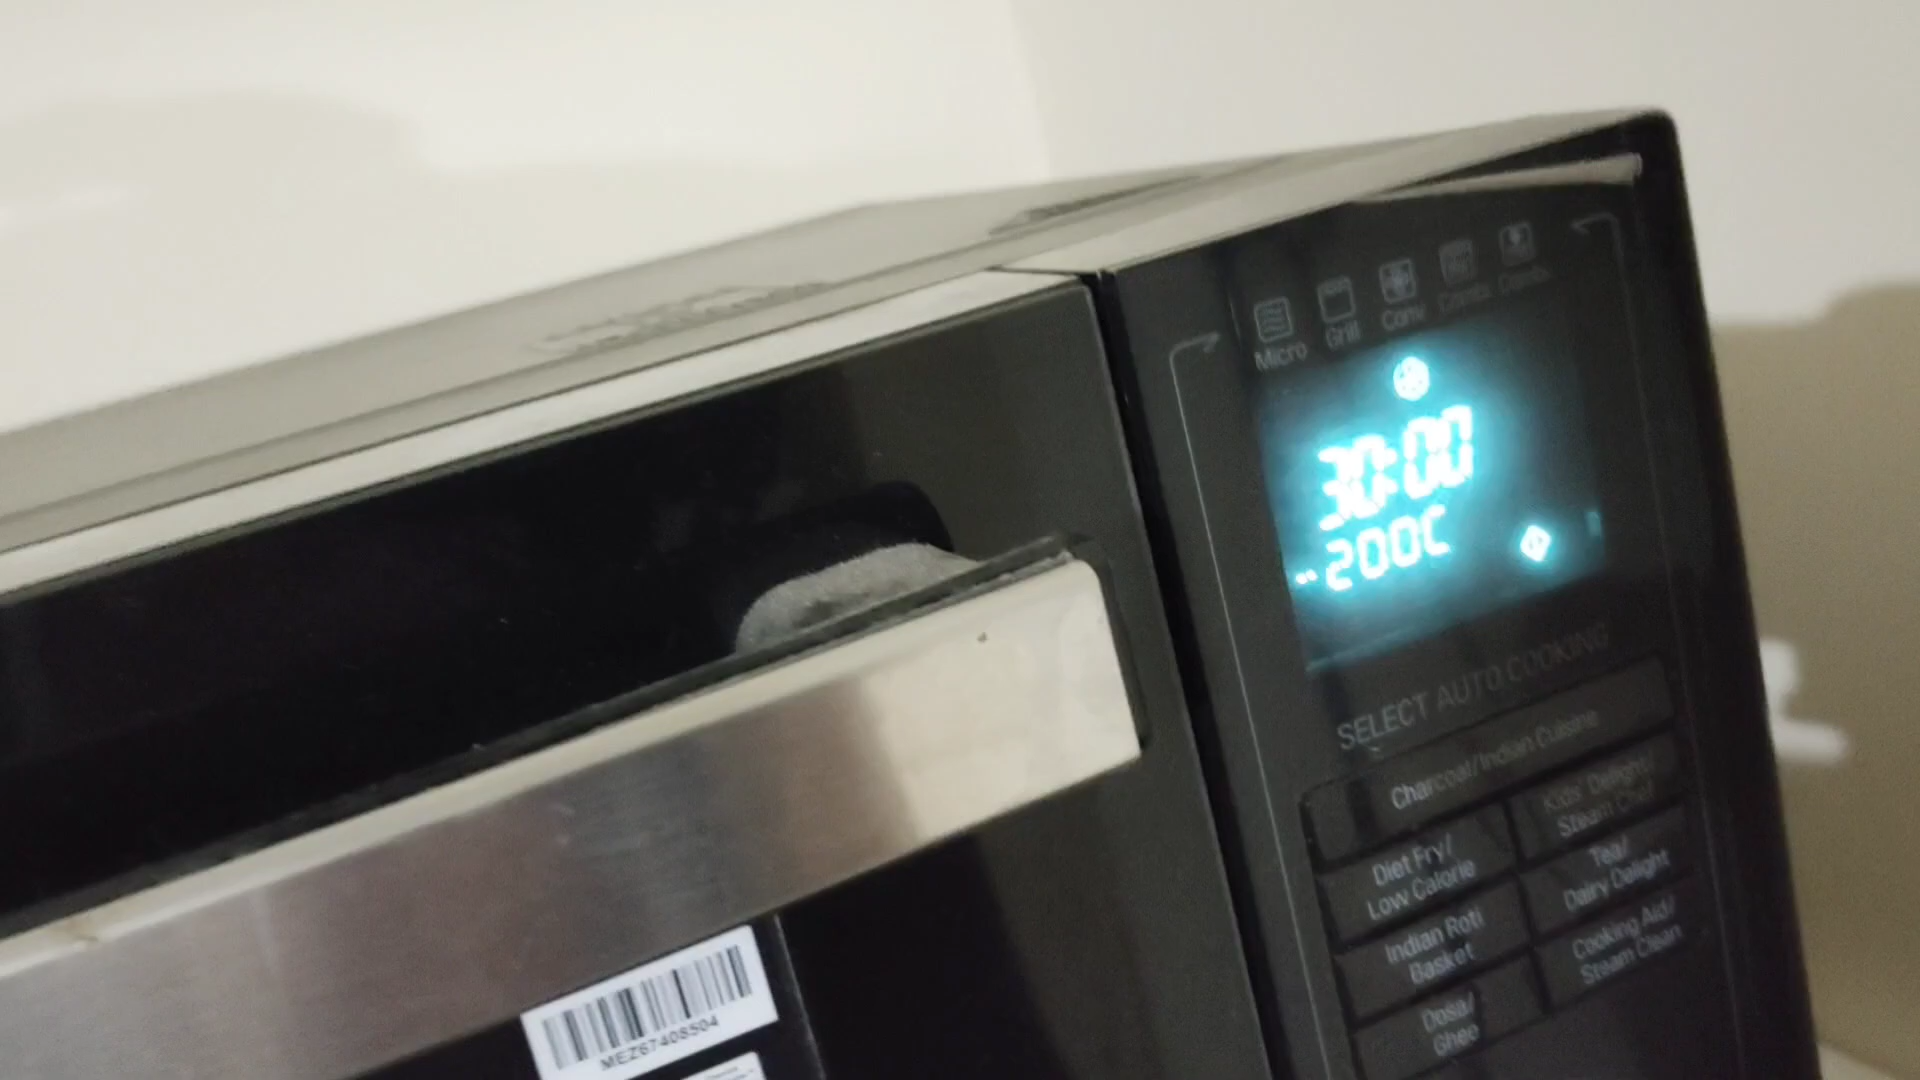 Micro
Grill
Conv
Combi
Combi
30:00
200C
SELECT AUTO COOKING
Charcoal/Indian Cuisine
Diet Fry/
Low Calorie
Kids' Delight/
Steam Chef
Indian Roti
Basket
Tea/
Dairy Delight
Dosa/
Ghee
Cooking Aid/
Steam Clean
MEZ67408504